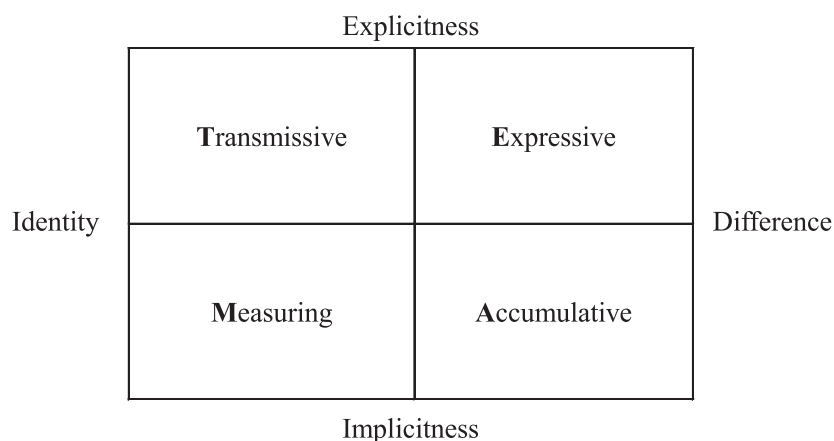 Explicitness
Transmissive
Expressive
Identity
Difference
Measuring
Accumulative
Implicitness